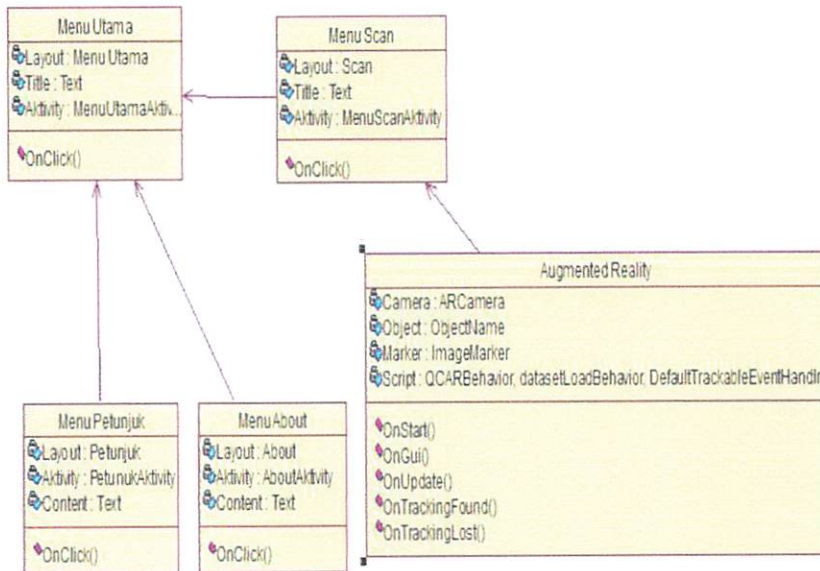 Menu Utama
Layout : Menu Utama
Title : Text
Aktivity : MenuUtamaAktiv...
OnClick()
Menu Scan
Layout : Scan
Title : Text
Aktivity : MenuScanAktivity
OnClick()
Augmented Reality
Camera : ARCamera
Object : ObjectName
Marker : ImageMarker
Script : QCARBehavior, datasetLoadBehavior, DefaultTrackableEventHandlr
OnStart()
OnGui()
OnUpdate()
OnTrackingFound()
OnTrackingLost()
Menu Petunjuk
Layout : Petunjuk
Aktivity : PetunukAktivity
Content : Text
OnClick()
Menu About
Layout : About
Aktivity : AboutAktivity
Content : Text
OnClick()